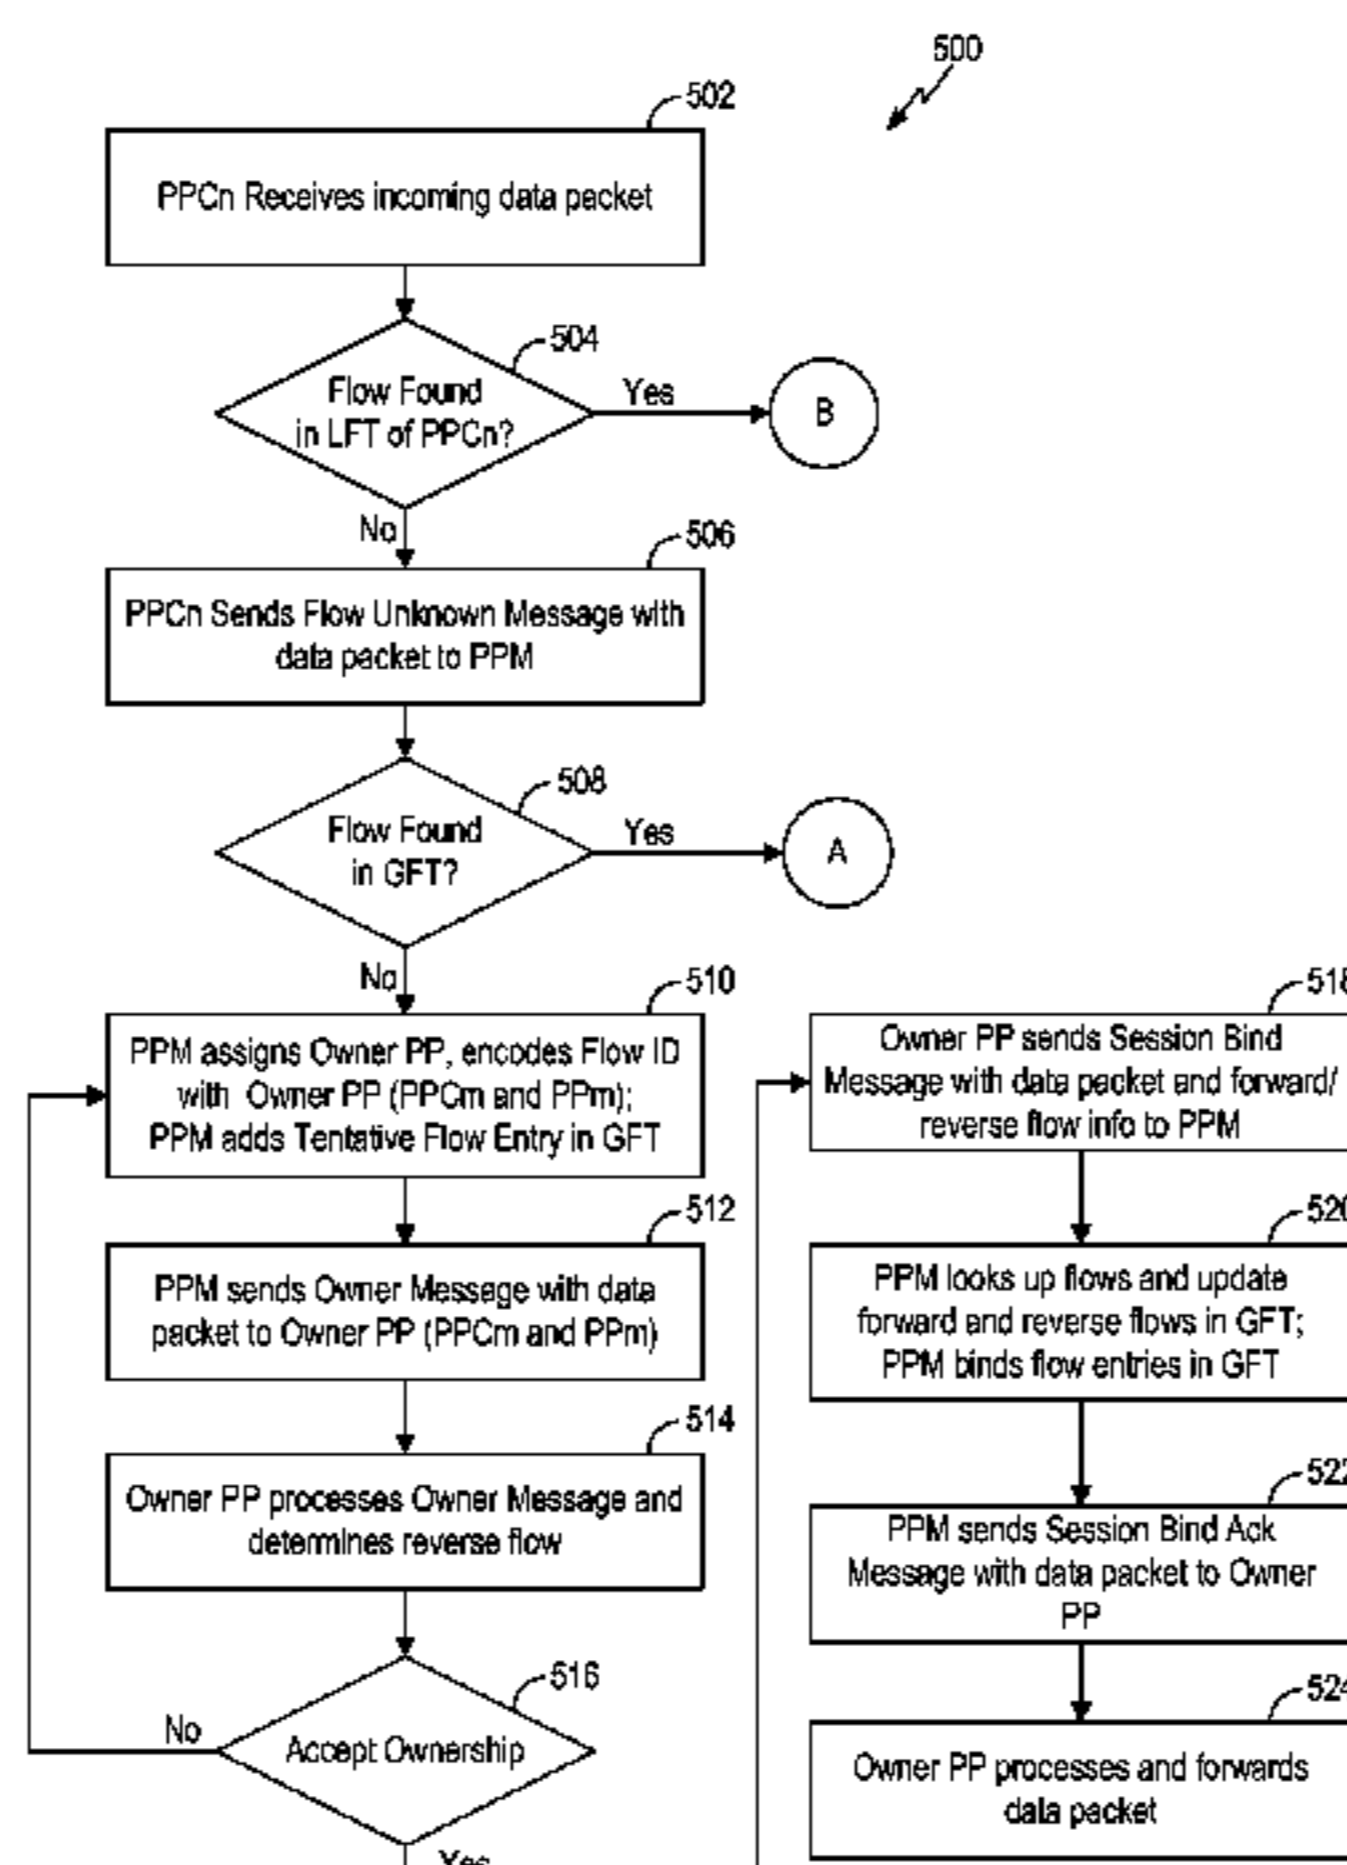 500
502
PPCn Receives incoming data packet
504
Flow Found
in LFT of PPCn?
Yes
B
No
506
PPCn Sends Flow Unknown Message with
data packet to PPM
508
Flow Found
in GFT?
Yes
A
No
510
PPM assigns Owner PP, encodes Flow ID
with Owner PP (PPCm and PPm);
PPM adds Tentative Flow Entry in GFT
512
PPM sends Owner Message with data
packet to Owner PP (PPCm and PPm)
514
Owner PP processes Owner Message and
determines reverse flow
516
Accept Ownership
No
Yes
518
Owner PP sends Session Bind
Message with data packet and forward/
reverse flow info to PPM
520
PPM looks up flows and update
forward and reverse flows in GFT;
PPM binds flow entries in GFT
522
PPM sends Session Bind Ack
Message with data packet to Owner
PP
524
Owner PP processes and forwards
data packet